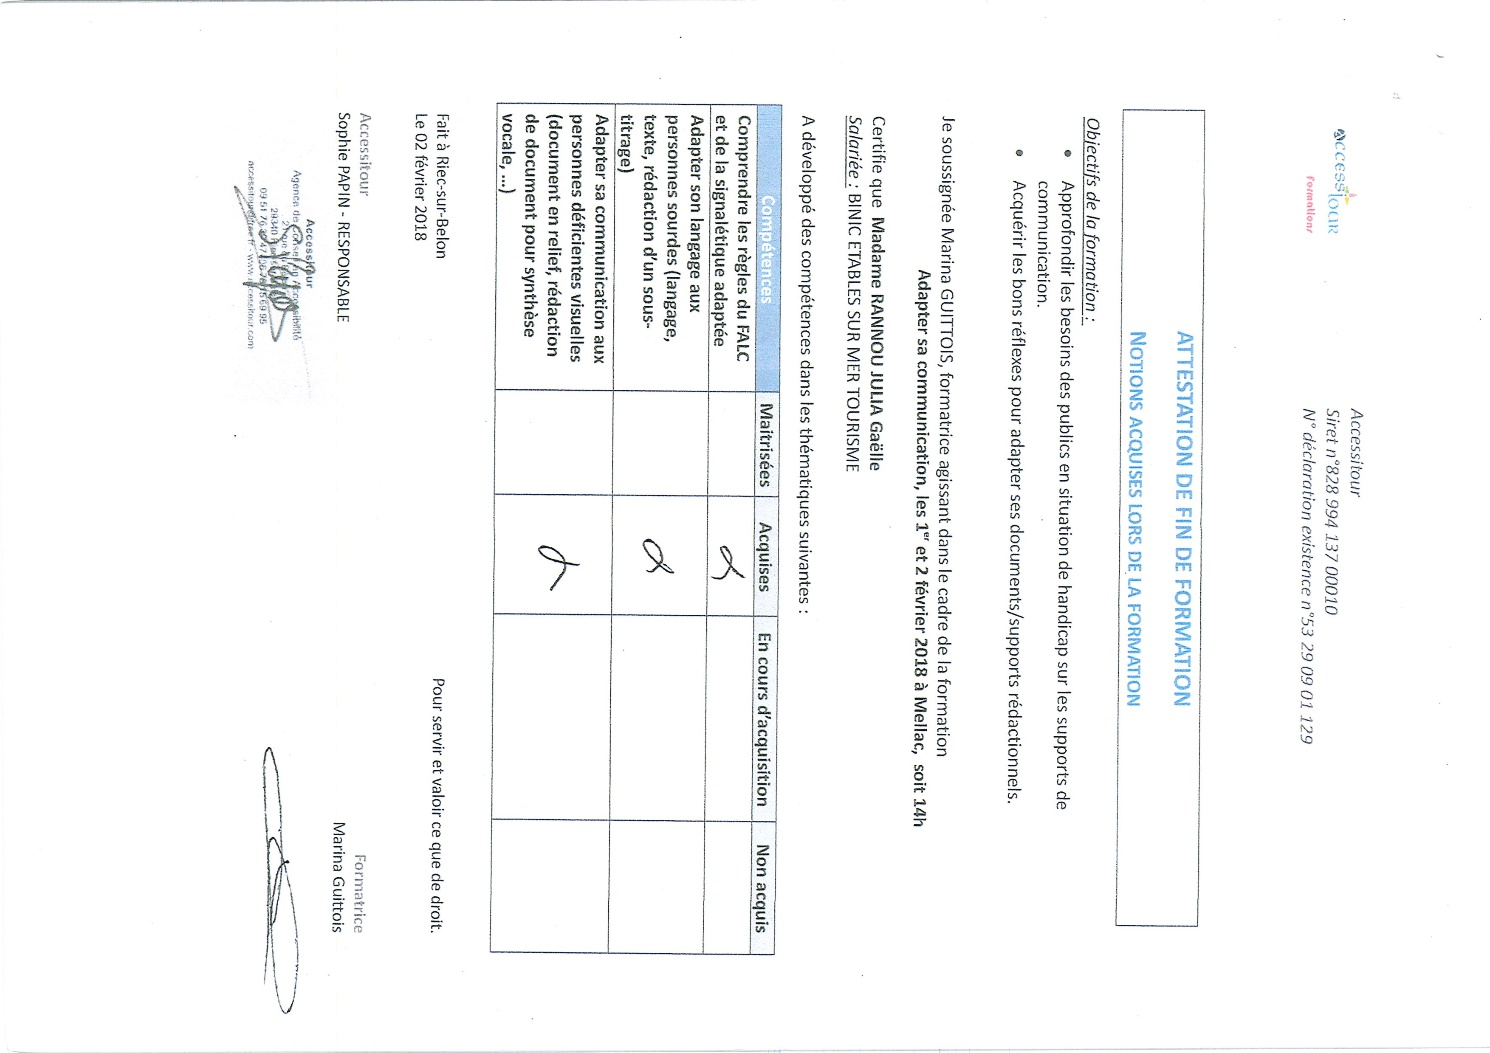 Accessitour
Formations
Accessitour
Siret n°828 994 137 00010
N° déclaration existence n°53 29 09 01 129
ATTESTATION DE FIN DE FORMATION
NOTIONS ACQUISES LORS DE LA FORMATION
Objectifs de la formation :
• Approfondir les besoins des publics en situation de handicap sur les supports de
communication.
• Acquérir les bons réflexes pour adapter ses documents/supports rédactionnels.
Je soussignée Marina GUITTOIS, formatrice agissant dans le cadre de la formation
Adapter sa communication, les 1er et 2 février 2018 à Mellac, soit 14h
Certifie que Madame RANNOU JULIA Gaëlle
Salariée : BINIC ETABLES SUR MER TOURISME
A développé des compétences dans les thématiques suivantes :
Compétences Maitrisées Acquises En cours d'acquisition Non acquis
Comprendre les règles du FALC
et de la signalétique adaptée
Adapter son langage aux
personnes sourdes (langage,
texte, rédaction d'un sous-
titrage)
Adapter sa communication aux
personnes déficientes visuelles
(document en relief, rédaction
de document pour synthèse
vocale, ...)
Fait à Riec-sur-Belon
Le 02 février 2018
Pour servir et valoir ce que de droit.
Accessitour
Sophie PAPIN - RESPONSABLE
Formatrice
Marina Guittois
Accessitour
Agence de Conseil en Accessibilité